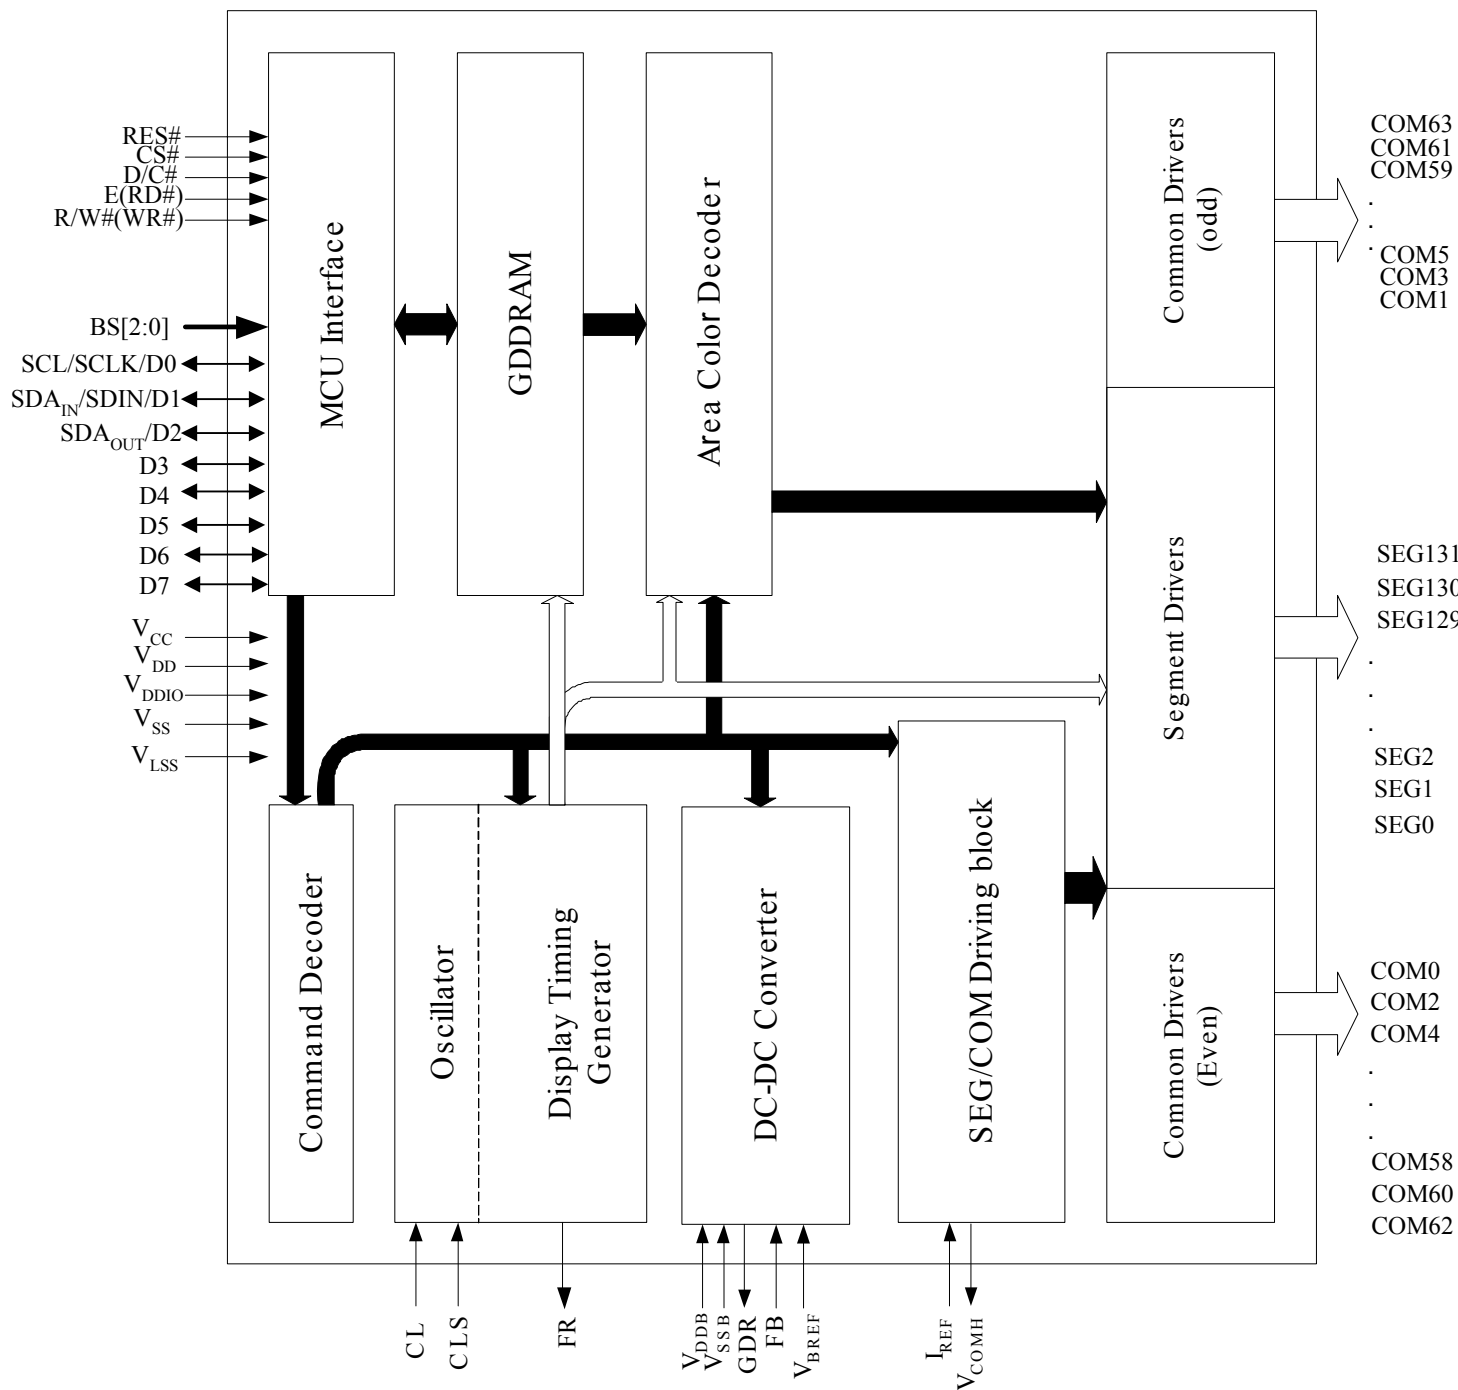 RES#
CS#
D/C#
E(RD#)
R/W#(WR#)
BS[2:0]
SCL/SCLK/D0
SDAIN/SDIN/D1
SDAOUT/D2
D3
D4
D5
D6
D7
VCC
VDD
VDDIO
VSS
VLSS
MCU Interface
GDDRAM
Area Color Decoder
Common Drivers
(odd)
Segment Drivers
Common Drivers
(Even)
Command Decoder
Oscillator
Display Timing
Generator
DC-DC Converter
SEG/COM Driving block
COM63
COM61
COM59
.
.
.
COM5
COM3
COM1
SEG131
SEG130
SEG129
.
.
.
SEG2
SEG1
SEG0
COM0
COM2
COM4
.
.
.
COM58
COM60
COM62
CL
CLS
FR
VDDB
VSSB
GDR
FB
VBREF
IREF
VCOMH